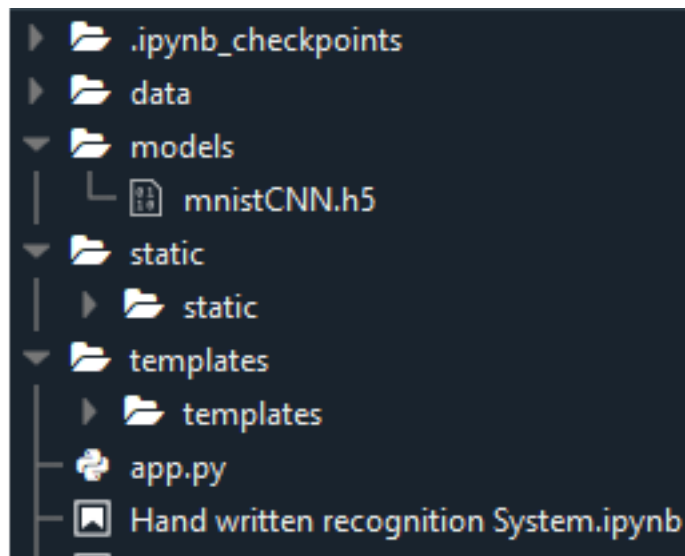 .ipynb_checkpoints
data
models
mnistCNN.h5
static
static
templates
templates
app.py
Hand written recognition System.ipynb